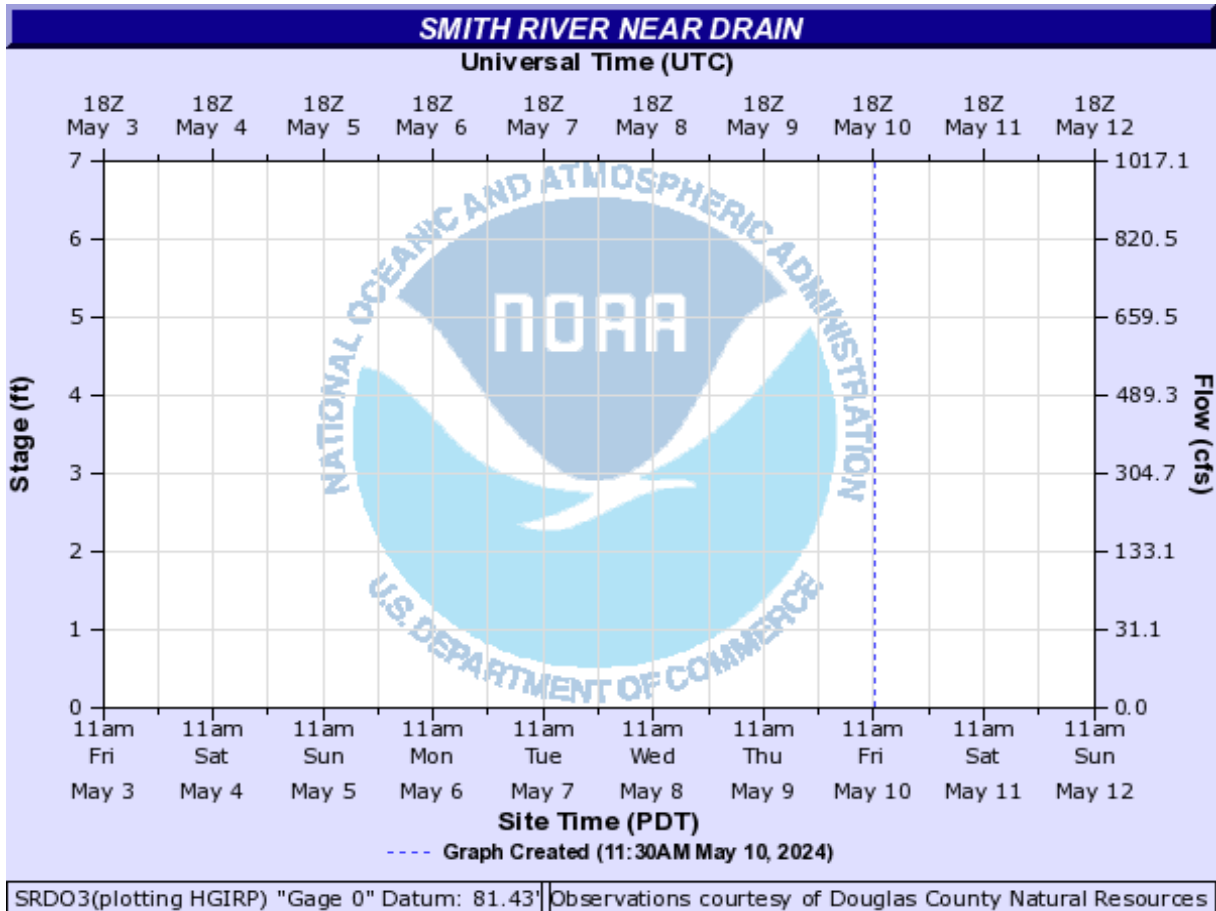 SMITH RIVER NEAR DRAIN
Universal Time (UTC)
18Z 18Z 18Z 18Z 18Z 18Z 18Z 18Z 18Z 18Z
May 3 May 4 May 5 May 6 May 7 May 8 May 9 May 10 May 11 May 12
7 1017.1
6 820.5
5 659.5
4 489.3
3 304.7
2 133.1
1 31.1
0 0.0
Stage (ft)
Flow (cfs)
NATIONAL OCEANIC AND ATMOSPHERIC ADMINISTRATION
NOAA
U.S. DEPARTMENT OF COMMERCE
11am 11am 11am 11am 11am 11am 11am 11am 11am 11am
Fri Sat Sun Mon Tue Wed Thu Fri Sat Sun
May 3 May 4 May 5 May 6 May 7 May 8 May 9 May 10 May 11 May 12
Site Time (PDT)
---- Graph Created (11:30AM May 10, 2024)
SRDO3(plotting HGIRP) "Gage 0" Datum: 81.43' Observations courtesy of Douglas County Natural Resources